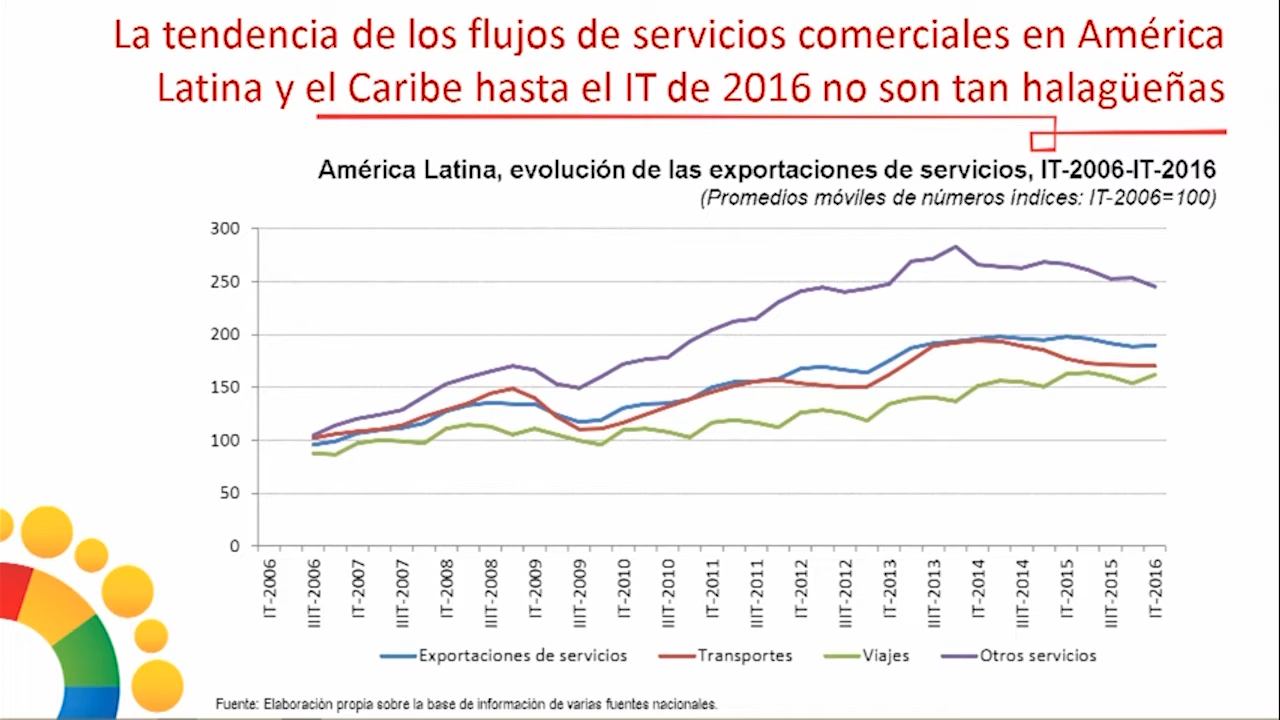 La tendencia de los flujos de servicios comerciales en América
Latina y el Caribe hasta el IT de 2016 no son tan halagüeñas
América Latina, evolución de las exportaciones de servicios, IT-2006-IT-2016
(Promedios móviles de números índices: IT-2006=100)
300
250
200
150
100
50
0
IT-2006
IIIT-2006
IT-2007
IIIT-2007
IT-2008
IIIT-2008
IT-2009
IIIT-2009
IT-2010
IIIT-2010
IT-2011
IIIT-2011
IT-2012
IIIT-2012
IT-2013
IIIT-2013
IT-2014
IIIT-2014
IT-2015
IIIT-2015
IT-2016
Exportaciones de servicios Transportes Viajes Otros servicios
Fuente: Elaboración propia sobre la base de información de varias fuentes nacionales.